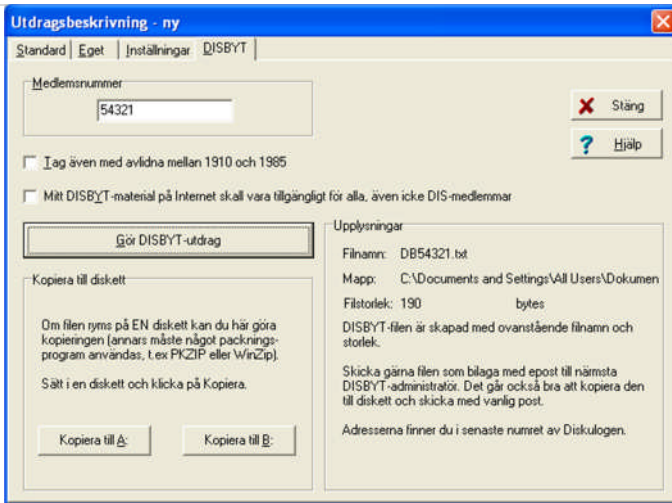 Utdragsbeskrivning - ny
Standard Eget Inställningar DISBYT
Medlemsnummer
54321
Stäng
Hjälp
Tag även med avlidna mellan 1910 och 1985
Mitt DISBYT-material på Internet skall vara tillgängligt för alla, även icke DIS-medlemmar
Gör DISBYT-utdrag
Kopiera till diskett
Om filen ryms på EN diskett kan du här göra
kopieringen (annars måste något packnings-
program användas, t.ex PKZIP eller WinZip).
Sätt i en diskett och klicka på Kopiera.
Kopiera till A:
Kopiera till B:
Upplysningar
Filnamn: DB54321.txt
Mapp: C:\Documents and Settings\All Users\Dokumen
Filstorlek: 190 bytes
DISBYT-filen är skapad med ovanstående filnamn och
storlek.
Skicka gärna filen som bilaga med epost till närmsta
DISBYT-administratör. Det går också bra att kopiera den
till diskett och skicka med vanlig post.
Adresserna finner du i senaste numret av Diskulogen.